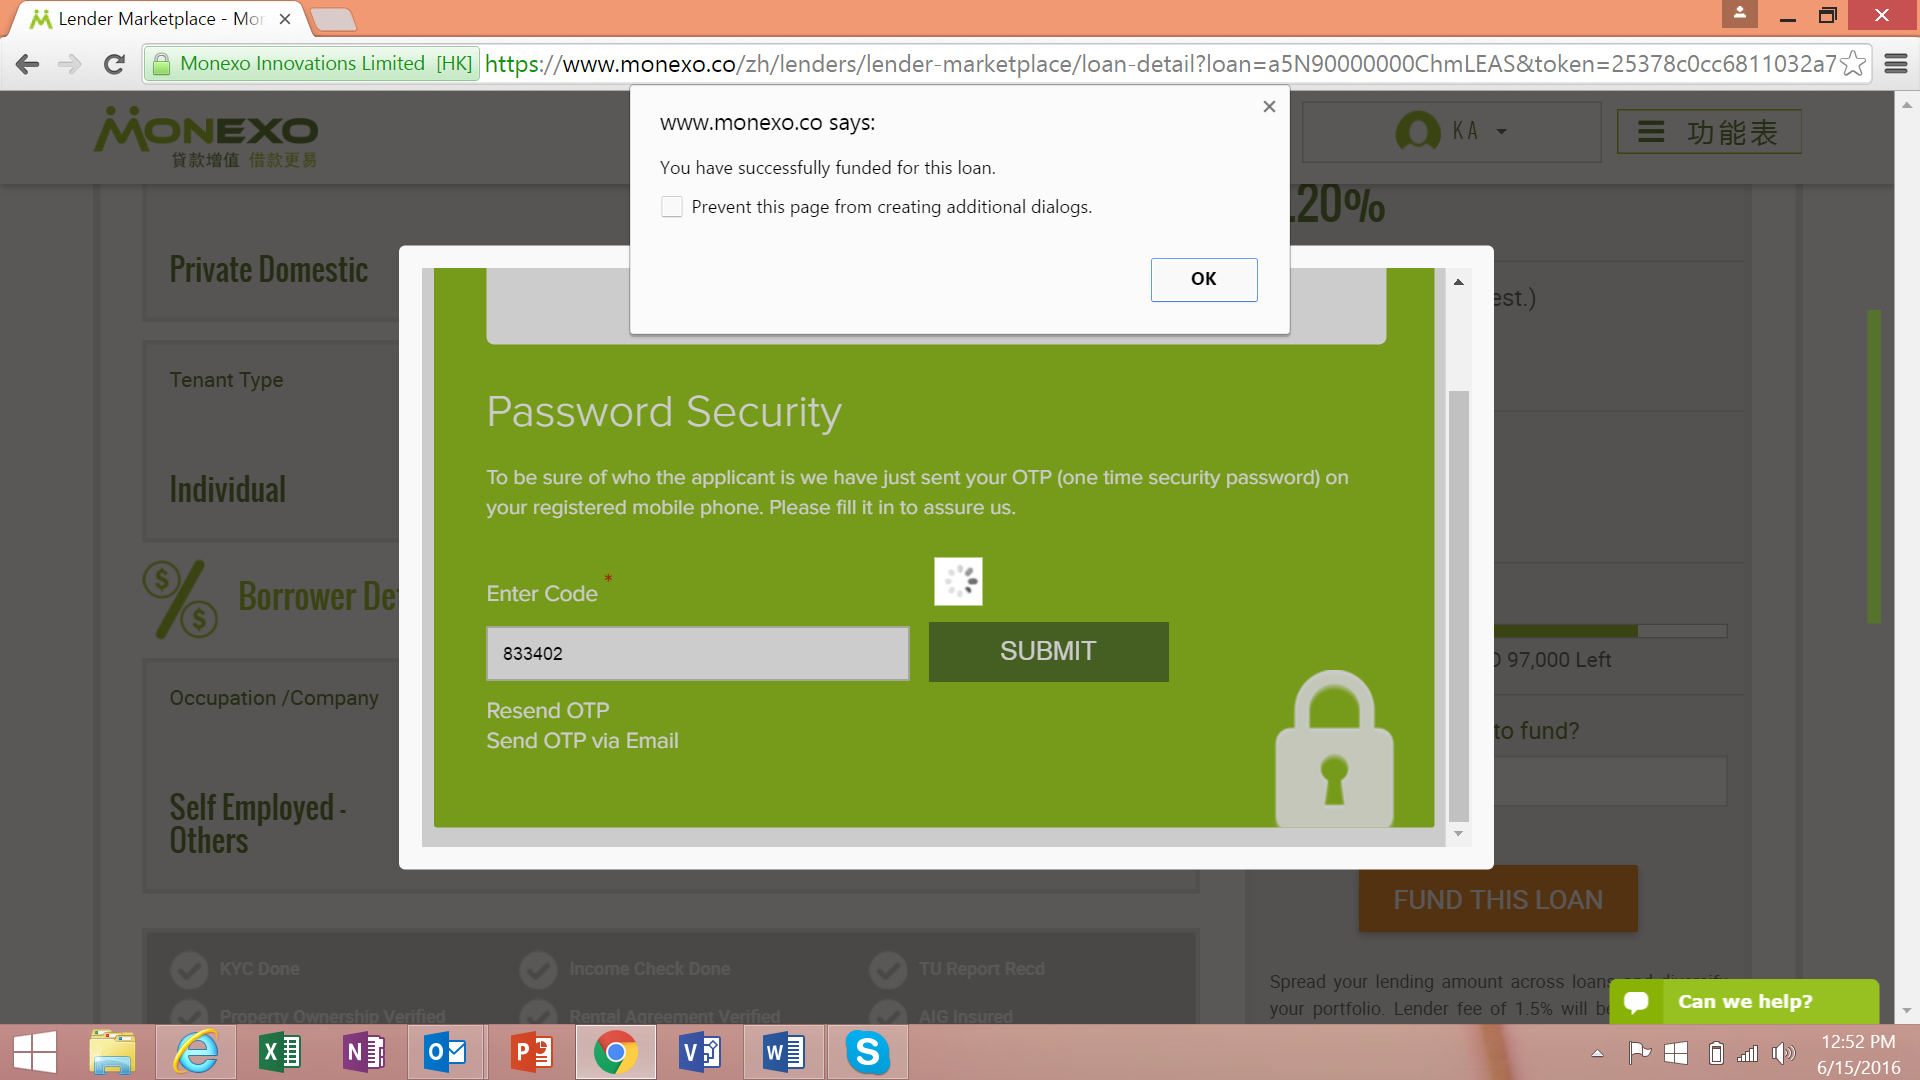 Lender Marketplace - Mor
Monexo Innovations Limited [HK]
https://www.monexo.co/zh/lenders/lender-marketplace/loan-detail?loan=a5N90000000ChmLEAS&token=25378c0cc6811032a7
MONEXO
貸款增值 借款更易
KA
功能表
www.monexo.co says:
You have successfully funded for this loan.
Prevent this page from creating additional dialogs.
OK
.20%
est.)
Private Domestic
Tenant Type
Individual
Borrower De
Occupation /Company
Self Employed -
Others
Password Security
To be sure of who the applicant is we have just sent your OTP (one time security password) on
your registered mobile phone. Please fill it in to assure us.
Enter Code *
833402
SUBMIT
Resend OTP
Send OTP via Email
97,000 Left
to fund?
FUND THIS LOAN
KYC Done
Income Check Done
TU Report Recd
Property Ownership Verified
Rental Agreement Verified
AIG Insured
Spread your lending amount across loans and diversify
your portfolio. Lender fee of 1.5% will be
Can we help?
12:52 PM
6/15/2016